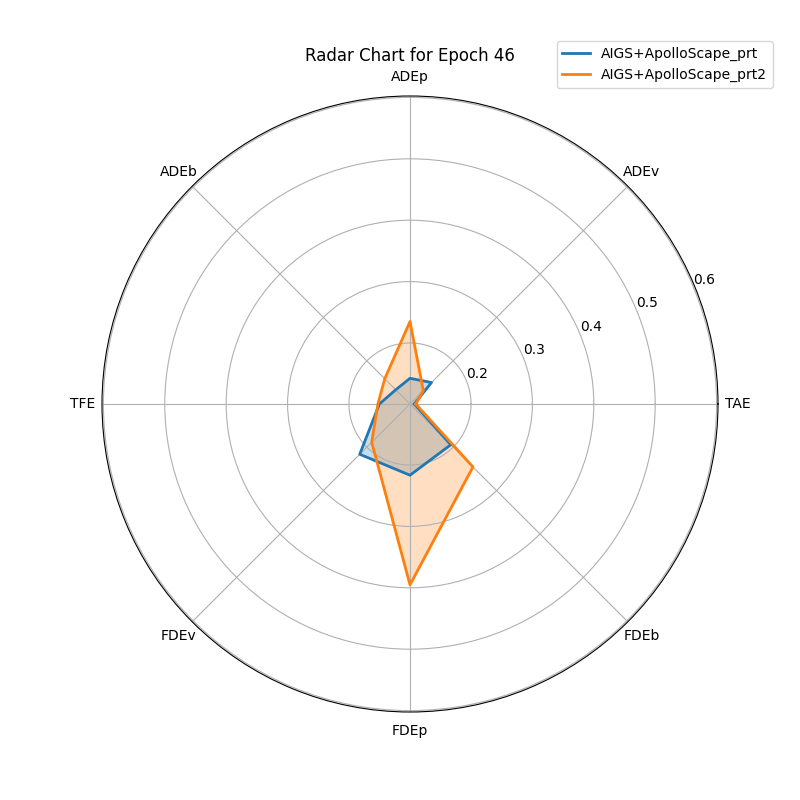 AIGS+ApolloScape_prt
AIGS+ApolloScape_prt2
Radar Chart for Epoch 46
ADEp
ADEb
ADEv
0.6
0.5
0.4
0.3
0.2
TFE
TAE
FDEv
FDEb
FDEp